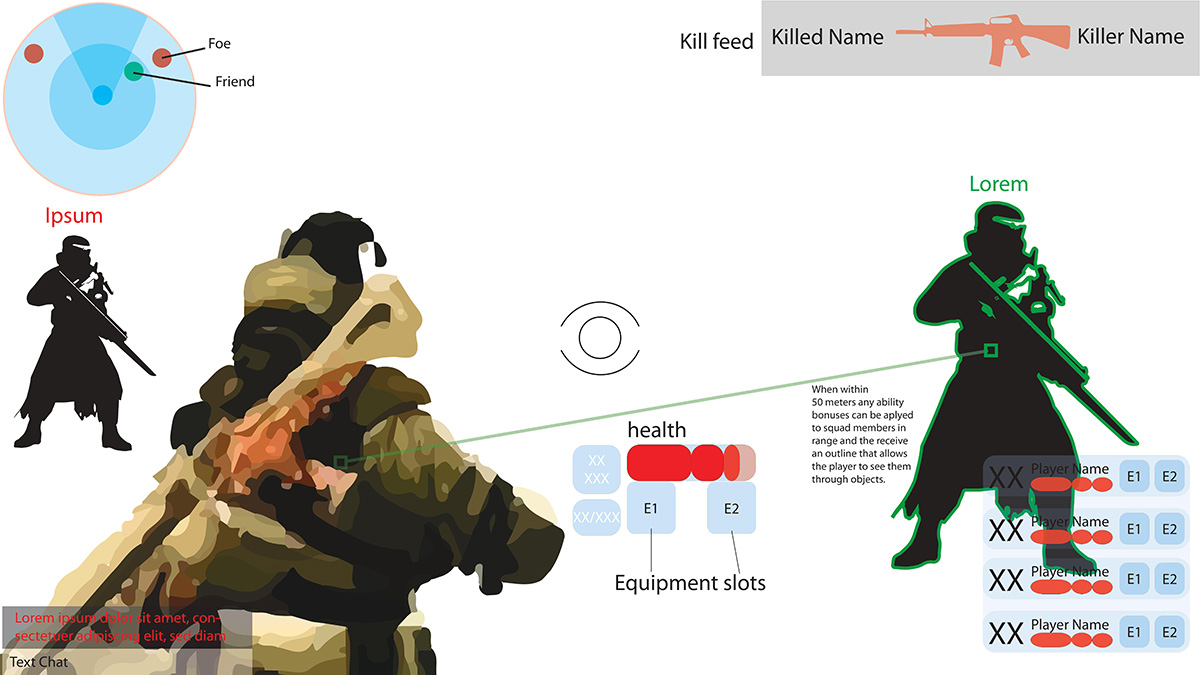 Foe
Friend
Kill feed
Killed Name
Killer Name
Ipsum
Lorem
When within
50 meters any ability
bonuses can be aplyed
to squad members in
range and the receive
an outline that allows
the player to see them
through objects.
health
XX
XXX
XX/XXX
E1
E2
Equipment slots
XX Player Name E1 E2
XX Player Name E1 E2
XX Player Name E1 E2
XX Player Name E1 E2
Lorem ipsum dolor sit amet, con-
sectetuer adipiscing elit, sed diam
Text Chat